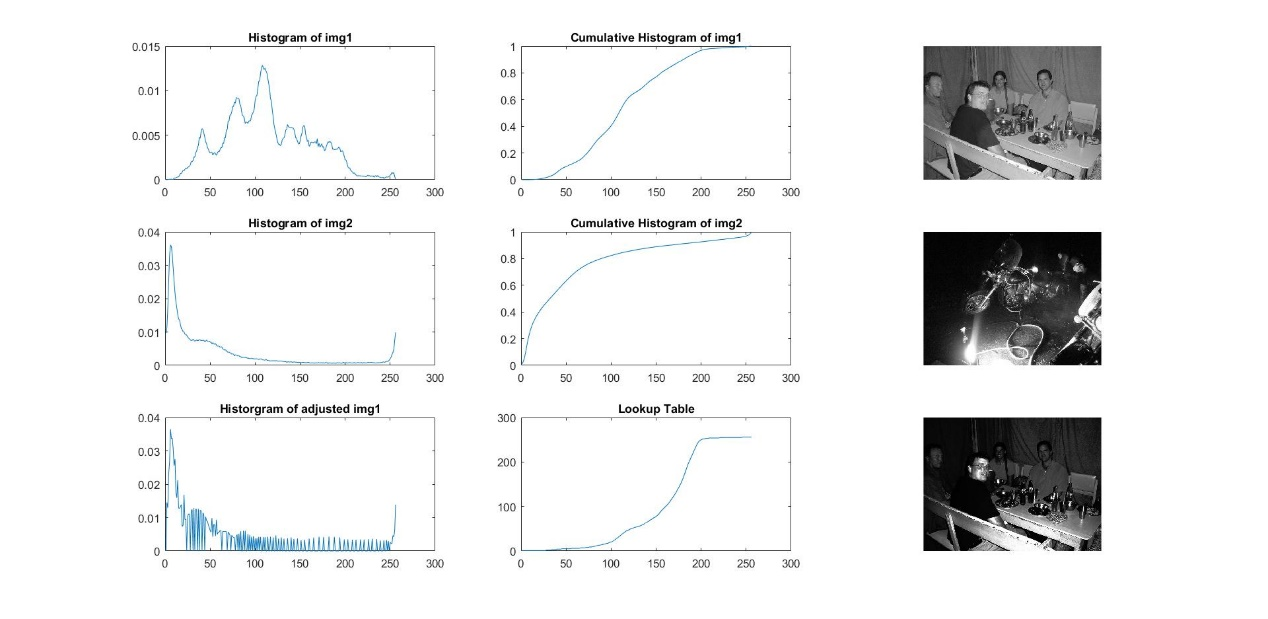 Histogram of img1
0.015
0.01
0.005
0
0 50 100 150 200 250 300
Cumulative Histogram of img1
1
0.8
0.6
0.4
0.2
0
0 50 100 150 200 250 300
Histogram of img2
0.04
0.03
0.02
0.01
0
0 50 100 150 200 250 300
Cumulative Histogram of img2
1
0.8
0.6
0.4
0.2
0
0 50 100 150 200 250 300
Historgram of adjusted img1
0.04
0.03
0.02
0.01
0
0 50 100 150 200 250 300
Lookup Table
300
200
100
0
0 50 100 150 200 250 300